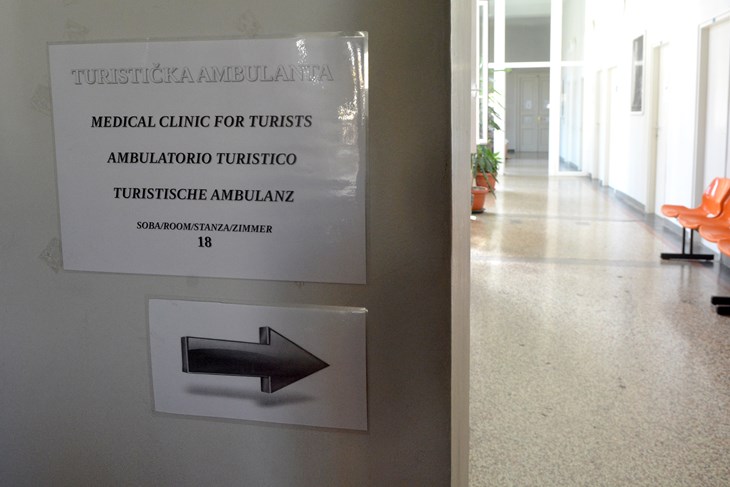 TURISTIČKA AMBULANTA
MEDICAL CLINIC FOR TURISTS
AMBULATORIO TURISTICO
TURISTISCHE AMBULANZ
SOBA/ROOM/STANZA/ZIMMER
18